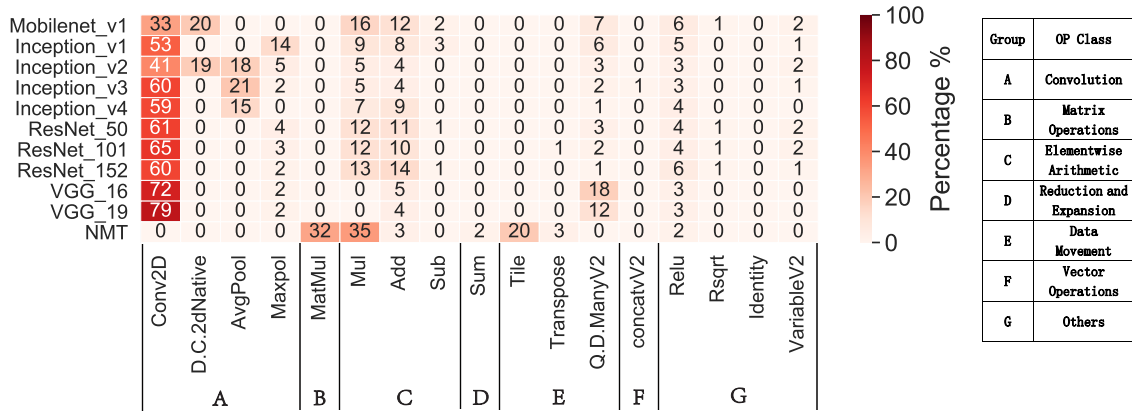 Mobilenet_v1 33 20 0 0 0 16 12 2 0 0 0 7 0 6 1 0 2
Inception_v1 53 0 0 14 0 9 8 3 0 0 0 6 0 5 0 0 1
Inception_v2 41 19 18 5 0 5 4 0 0 0 0 3 0 3 0 0 2
Inception_v3 60 0 21 2 0 5 4 0 0 0 0 2 1 3 0 0 1
Inception_v4 59 0 15 0 0 7 9 0 0 0 0 1 0 4 0 0 0
ResNet_50 61 0 0 4 0 12 11 1 0 0 0 3 0 4 1 0 2
ResNet_101 65 0 0 3 0 12 10 0 0 0 1 2 0 4 1 0 2
ResNet_152 60 0 0 2 0 13 14 1 0 0 0 1 0 6 1 0 1
VGG_16 72 0 0 2 0 0 5 0 0 0 0 18 0 3 0 0 0
VGG_19 79 0 0 2 0 0 4 0 0 0 0 12 0 3 0 0 0
NMT 0 0 0 0 32 35 3 0 2 20 3 0 0 2 0 0 0
Conv2D
D.C.2dNative
AvgPool
Maxpol
MatMul
Mul
Add
Sub
Sum
Tile
Transpose
Q.D.ManyV2
concatvV2
Relu
Rsqrt
Identity
VariableV2
A B C D E F G
100
80
60
40
20
0
Percentage %
Group OP Class
A Convolution
B Matrix
Operations
C Elementwise
Arithmetic
D Reduction and
Expansion
E Data
Movement
F Vector
Operations
G Others